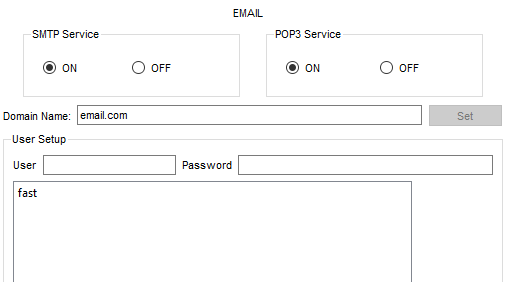 EMAIL
SMTP Service POP3 Service
ON OFF ON OFF
Domain Name: email.com Set
User Setup
User Password
fast